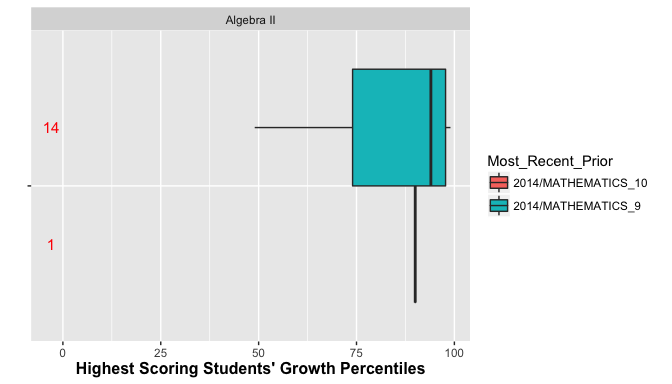 Algebra II
14
1
Most_Recent_Prior
2014/MATHEMATICS_10
2014/MATHEMATICS_9
0 25 50 75 100
Highest Scoring Students' Growth Percentiles